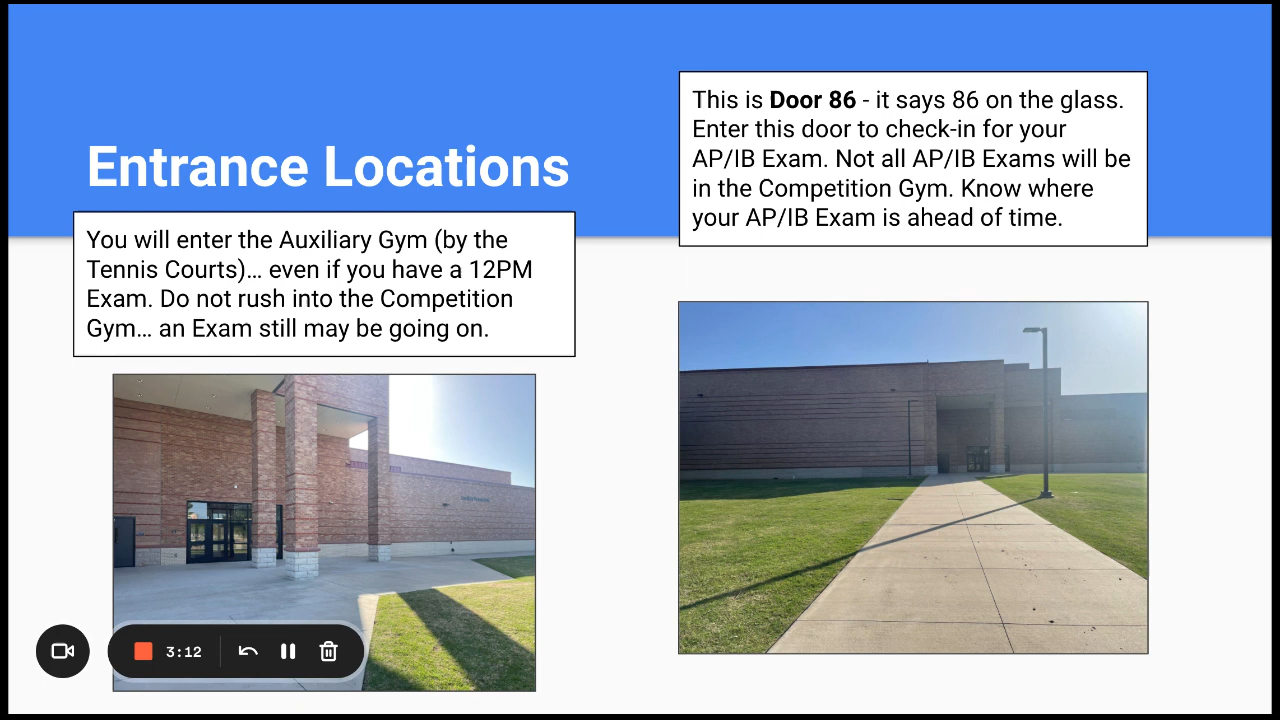 Entrance Locations
You will enter the Auxiliary Gym (by the
Tennis Courts)… even if you have a 12PM
Exam. Do not rush into the Competition
Gym… an Exam still may be going on.
This is Door 86 - it says 86 on the glass.
Enter this door to check-in for your
AP/IB Exam. Not all AP/IB Exams will be
in the Competition Gym. Know where
your AP/IB Exam is ahead of time.
3:12